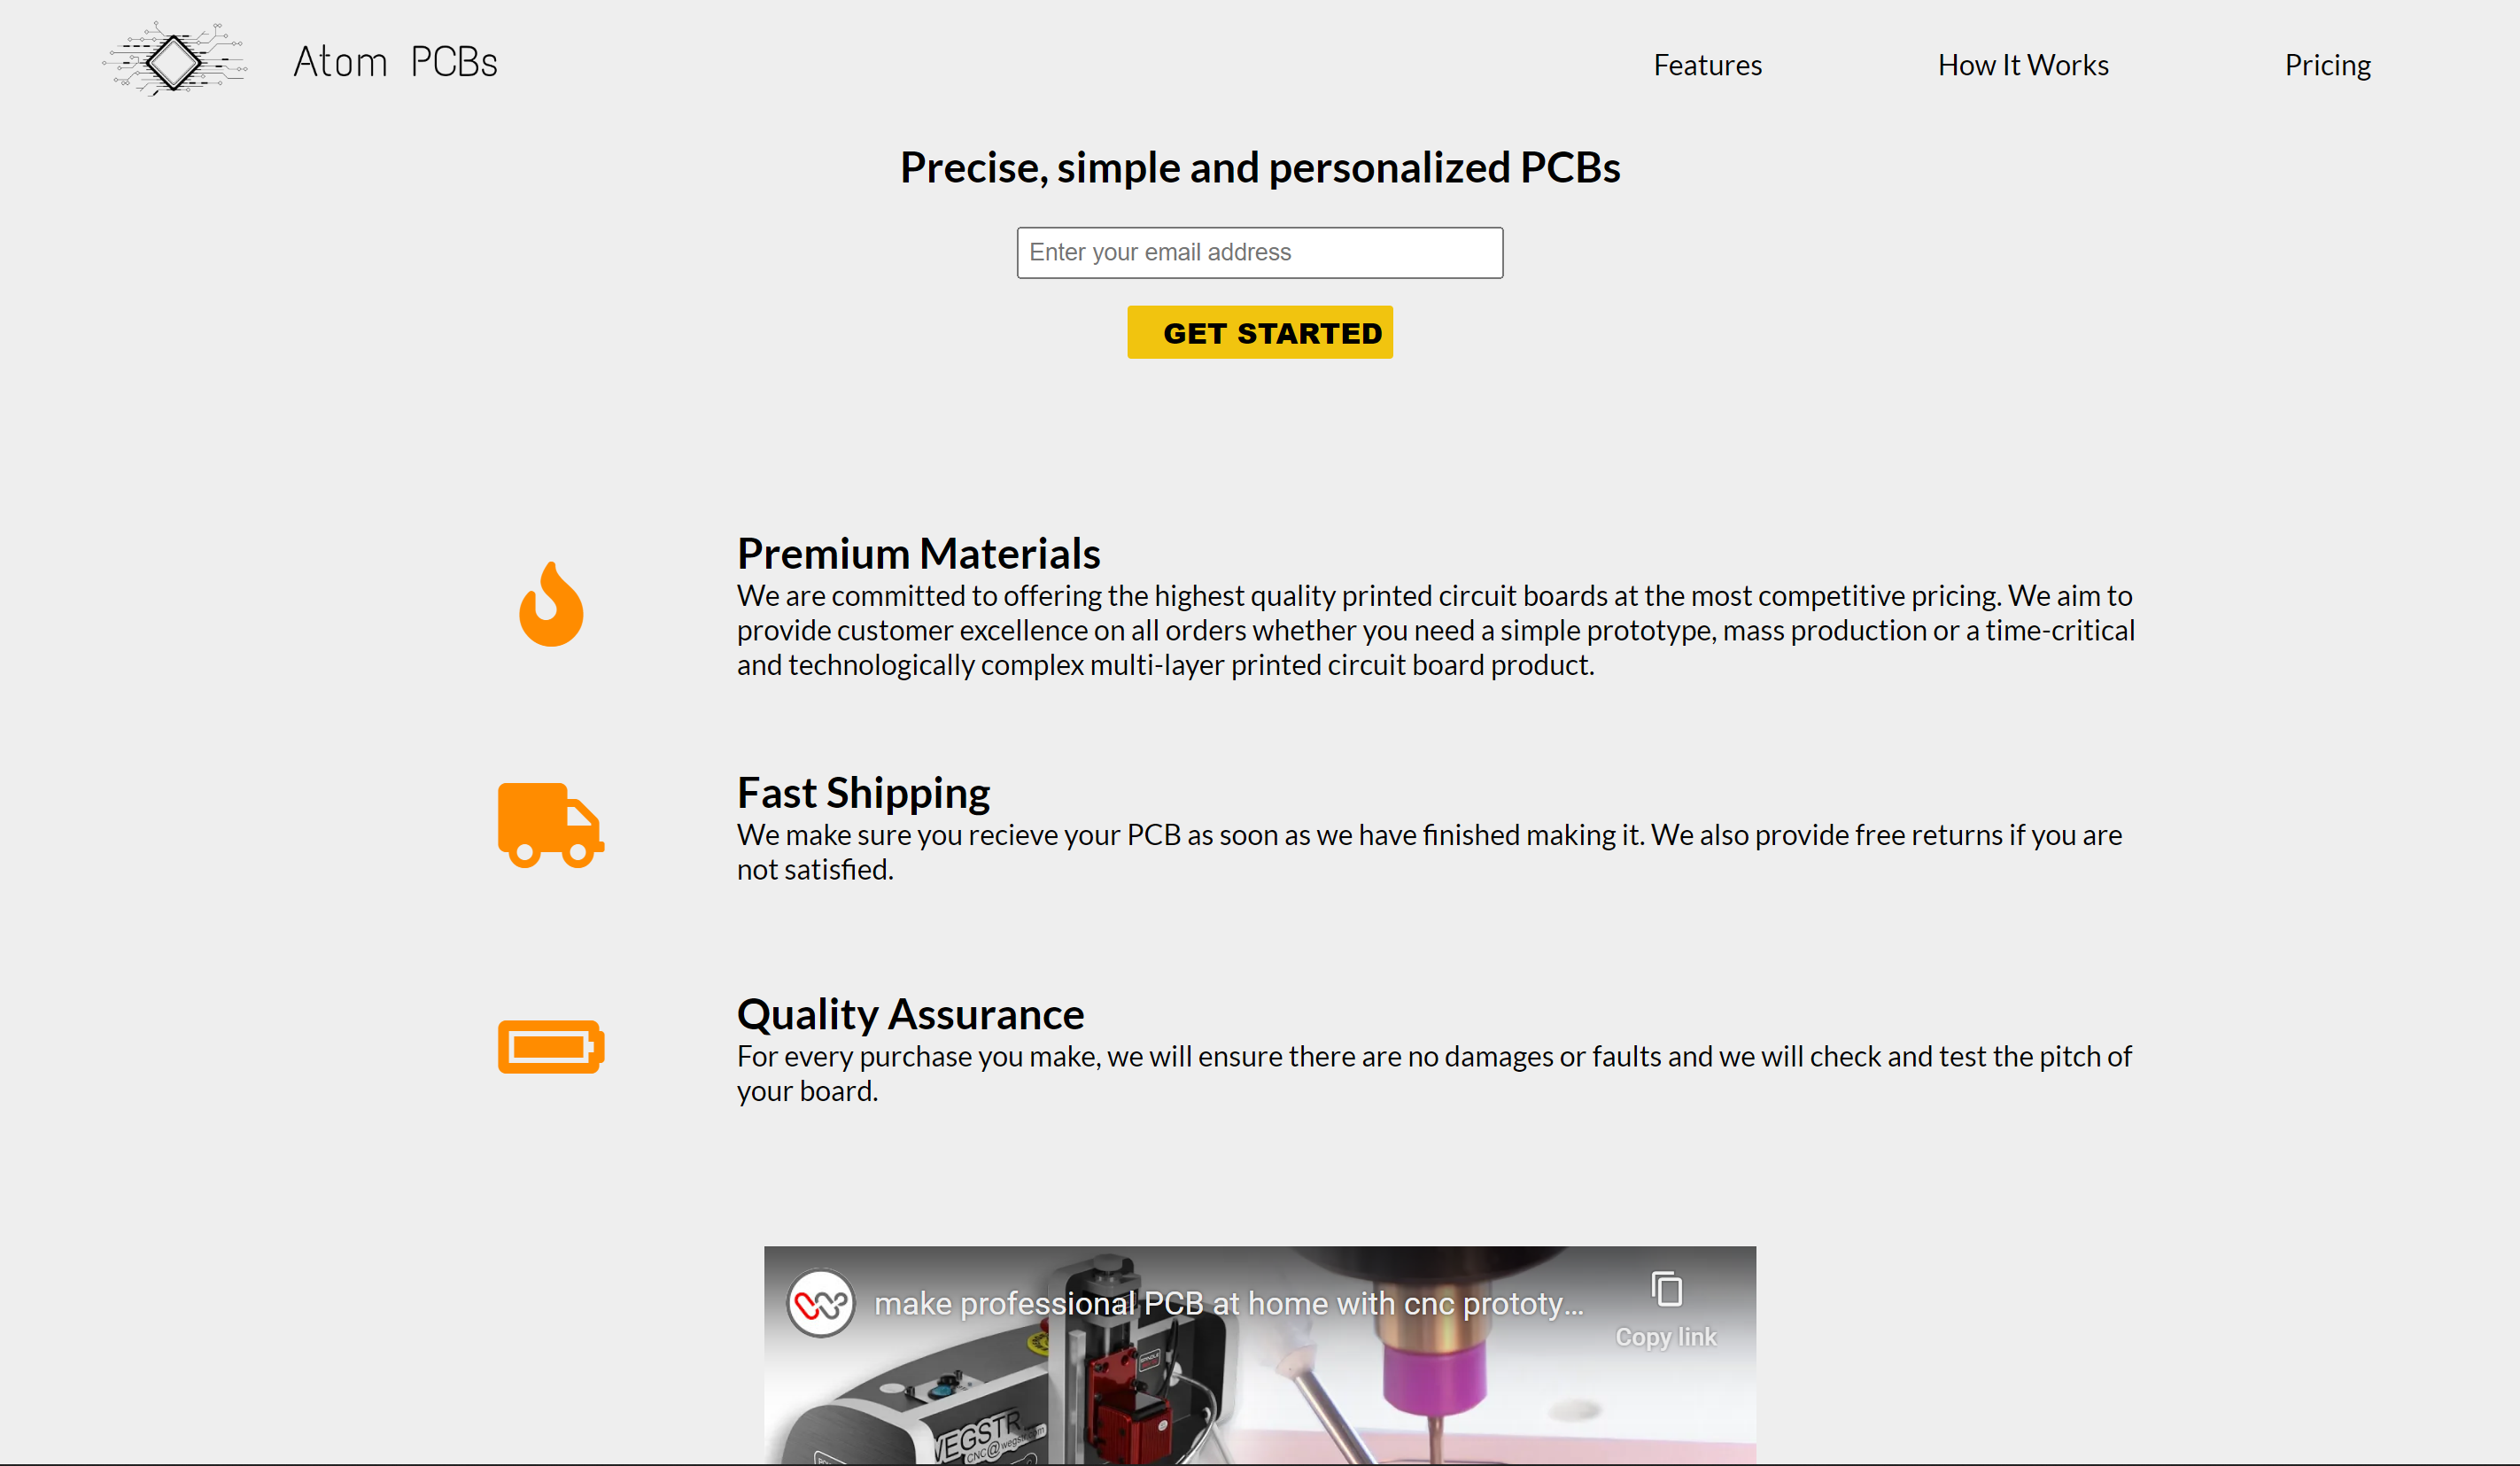 Atom PCBs
Features
How It Works
Pricing
Precise, simple and personalized PCBs
Enter your email address
GET STARTED
Premium Materials
We are committed to offering the highest quality printed circuit boards at the most competitive pricing. We aim to
provide customer excellence on all orders whether you need a simple prototype, mass production or a time-critical
and technologically complex multi-layer printed circuit board product.
Fast Shipping
We make sure you recieve your PCB as soon as we have finished making it. We also provide free returns if you are
not satisfied.
Quality Assurance
For every purchase you make, we will ensure there are no damages or faults and we will check and test the pitch of
your board.
make professional PCB at home with cnc prototy...
Copy link
WEGSTR
CNC@wegstr.com